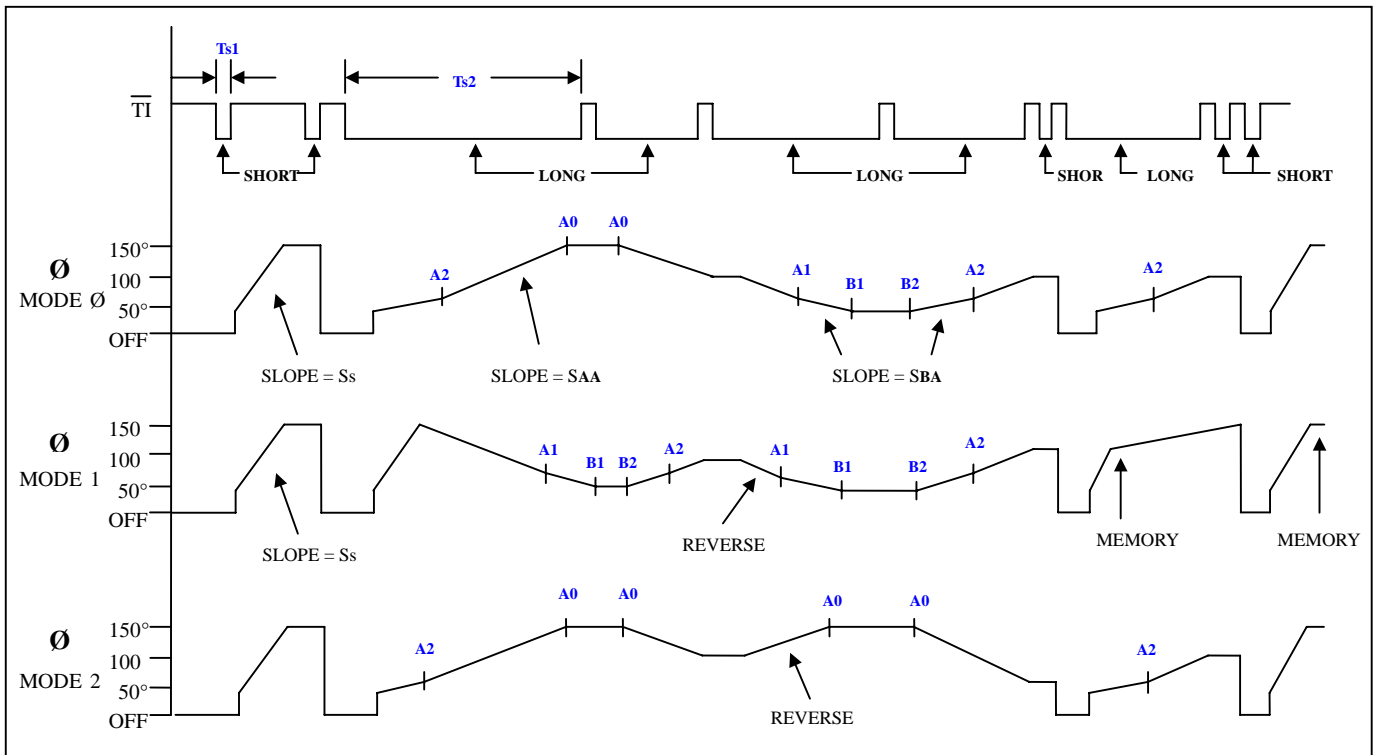 Ts1
Ts2
TI
SHORT LONG LONG SHOR LONG SHORT
A0 A0
150°
Ø
100
A2 A1 B1 B2 A2 A2
MODE Ø
50°
OFF
SLOPE = Ss SLOPE = SAA SLOPE = SBA
150
Ø
100
A1 B1 B2 A2 A1 B1 B2 A2
MODE 1
50°
OFF
SLOPE = Ss REVERSE MEMORY MEMORY
A0 A0 A0 A0
150°
Ø
100
A2 A2
MODE 2
50°
OFF
REVERSE